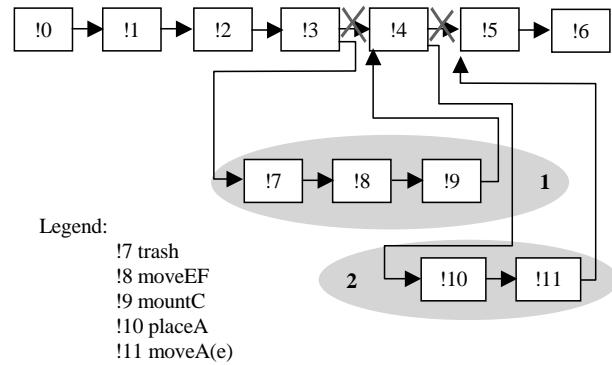 !0 !1 !2 !3 !4 !5 !6
!7 !8 !9 1
Legend:
!7 trash
!8 moveEF
!9 mountC
!10 placeA
!11 moveA(e)
2 !10 !11